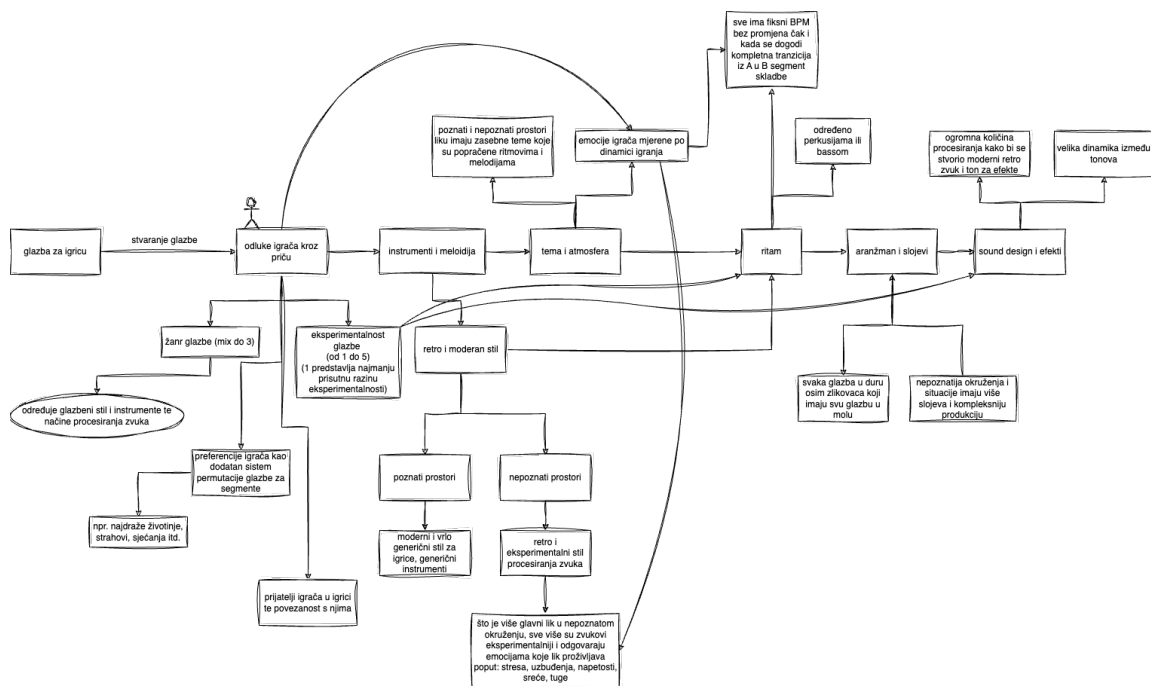 sve ima fiksni BPM
bez promjena čak i
kada se dogodi
kompletna tranzicija
iz A u B segment
skladbe
poznati i nepoznati prostori
liku imaju zasebne teme koje
su popraćene ritmovima i
melodijama
emocije igrača mjerene po
dinamici igranja
određeno
perkusijama ili
bassom
ogromna količina
procesiranja kako bi se
stvorio moderni retro
zvuk i ton za efekte
velika dinamika između
tonova
glazba za igricu
stvaranje glazbe
odluke igrača kroz
priču
instrumenti i meloidija
tema i atmosfera
ritam
aranžman i slojevi
sound design i efekti
žanr glazbe (mix do 3)
eksperimentalnost
glazbe
(od 1 do 5)
(1 predstavlja najmanju
prisutnu razinu
eksperimentalnosti)
retro i moderan stil
određuje glazbeni stil i instrumente te
načine procesiranja zvuka
svaka glazba u duru
osim zlikovaca koji
imaju svu glazbu u
molu
nepoznatija okruženja i
situacije imaju više
slojeva i kompleksniju
produkciju
preferencije igrača kao
dodatan sistem
permutacije glazbe za
segmente
poznati prostori
nepoznati prostori
npr. najdraže životinje,
strahovi, sjećanja itd.
moderni i vrlo
generični stil za
igrice, generični
instrumenti
retro i
eksperimentalni stil
procesiranja zvuka
prijatelji igrača u igrici
te povezanost s njima
što je više glavni lik u nepoznatom
okruženju, sve više su zvukovi
eksperimentalniji i odgovaraju
emocijama koje lik proživljava
poput: stresa, uzbuđenja, napetosti,
sreće, tuge